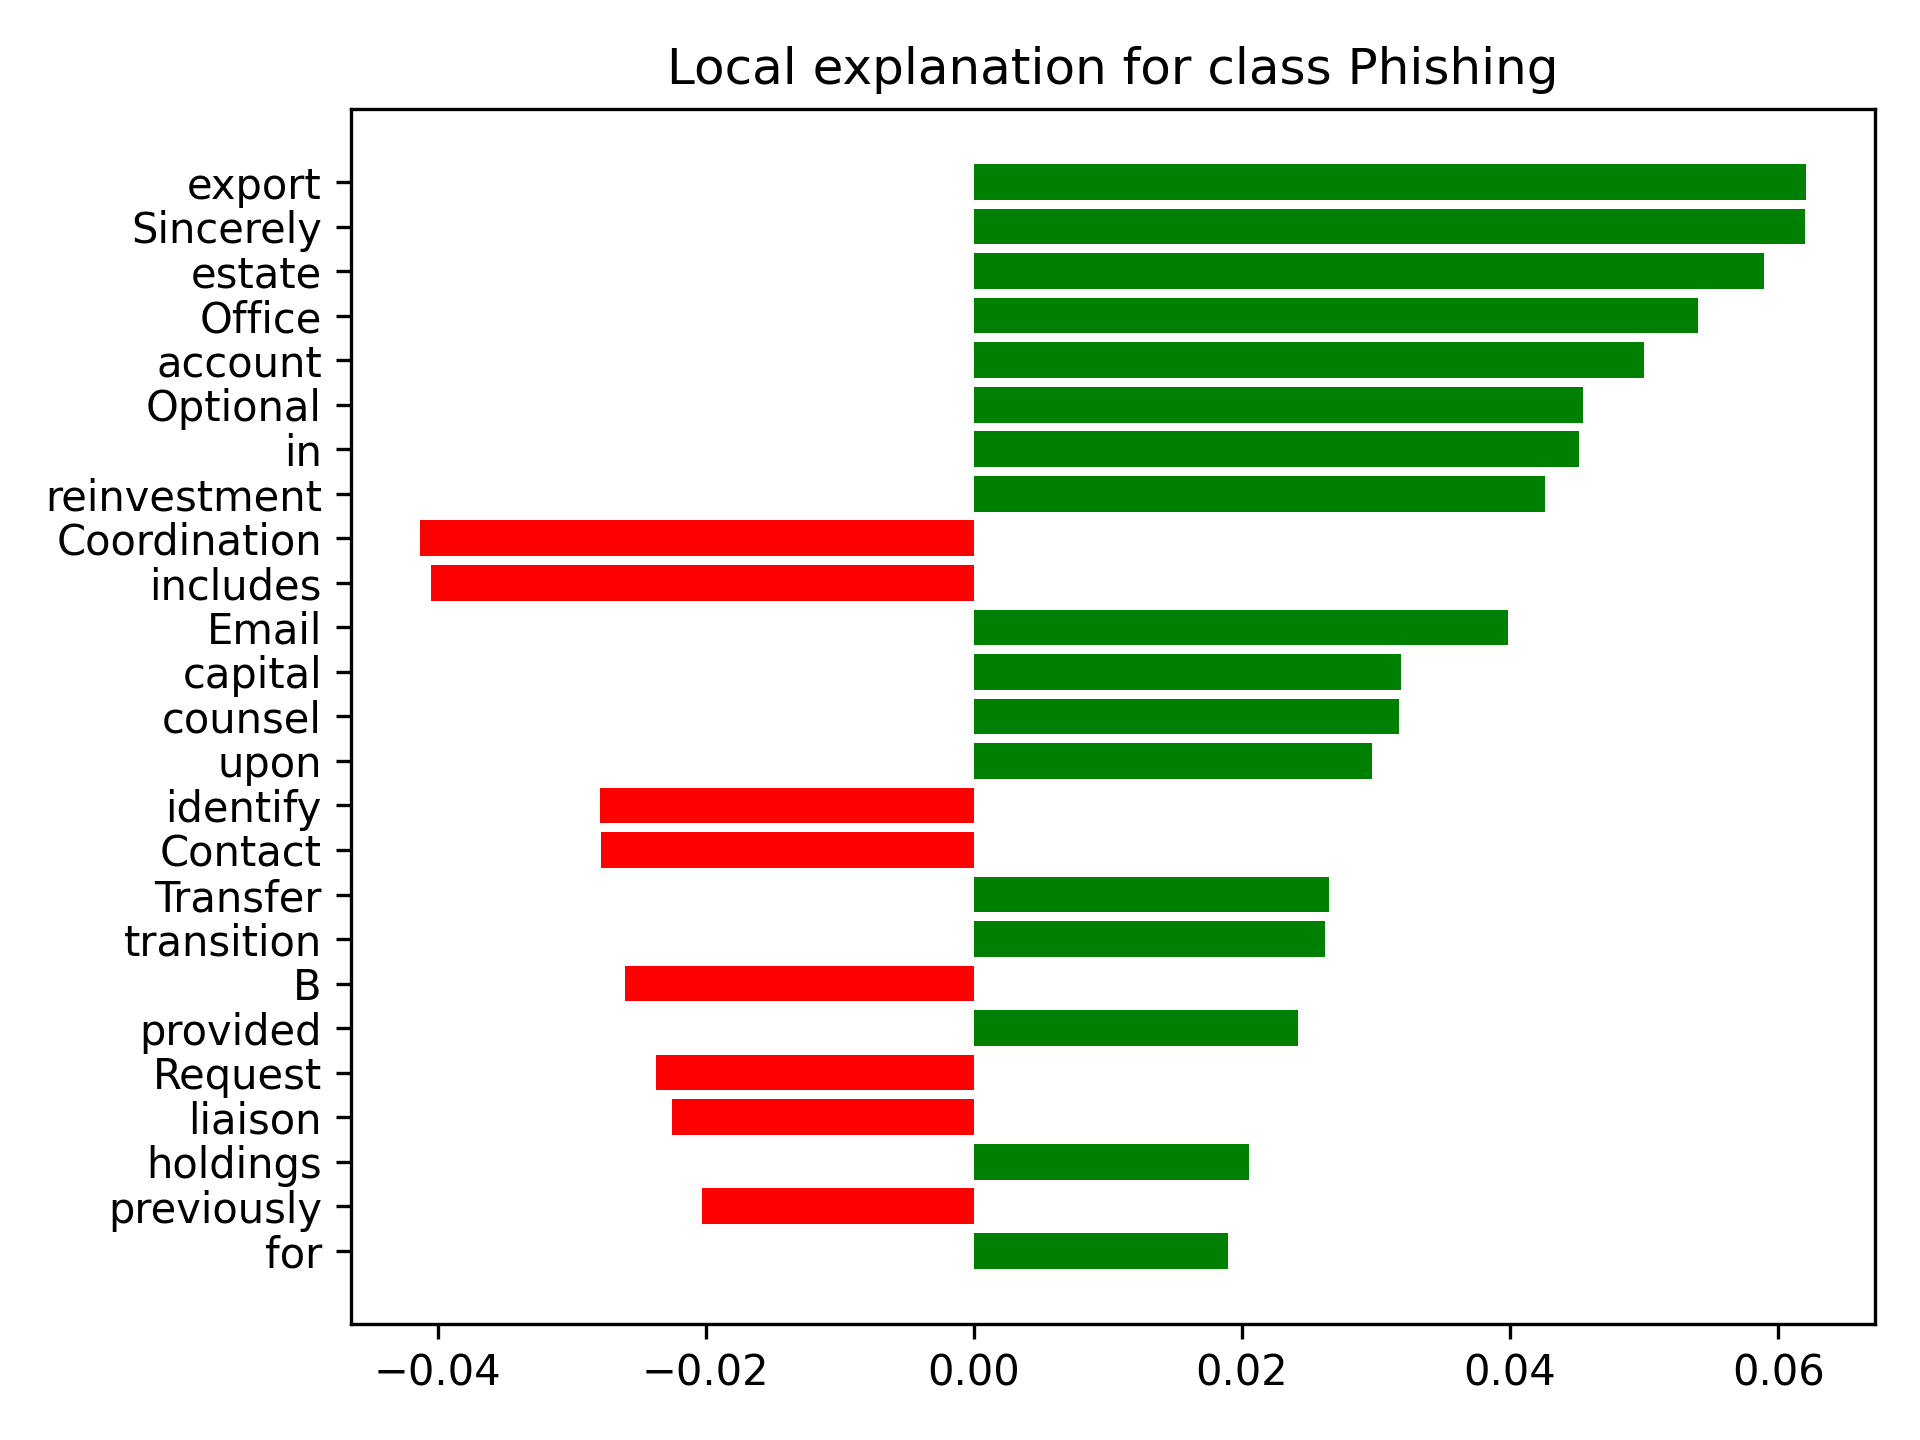 Local explanation for class Phishing
export
Sincerely
estate
Office
account
Optional
in
reinvestment
Coordination
includes
Email
capital
counsel
upon
identify
Contact
Transfer
transition
B
provided
Request
liaison
holdings
previously
for
−0.04 −0.02 0.00 0.02 0.04 0.06